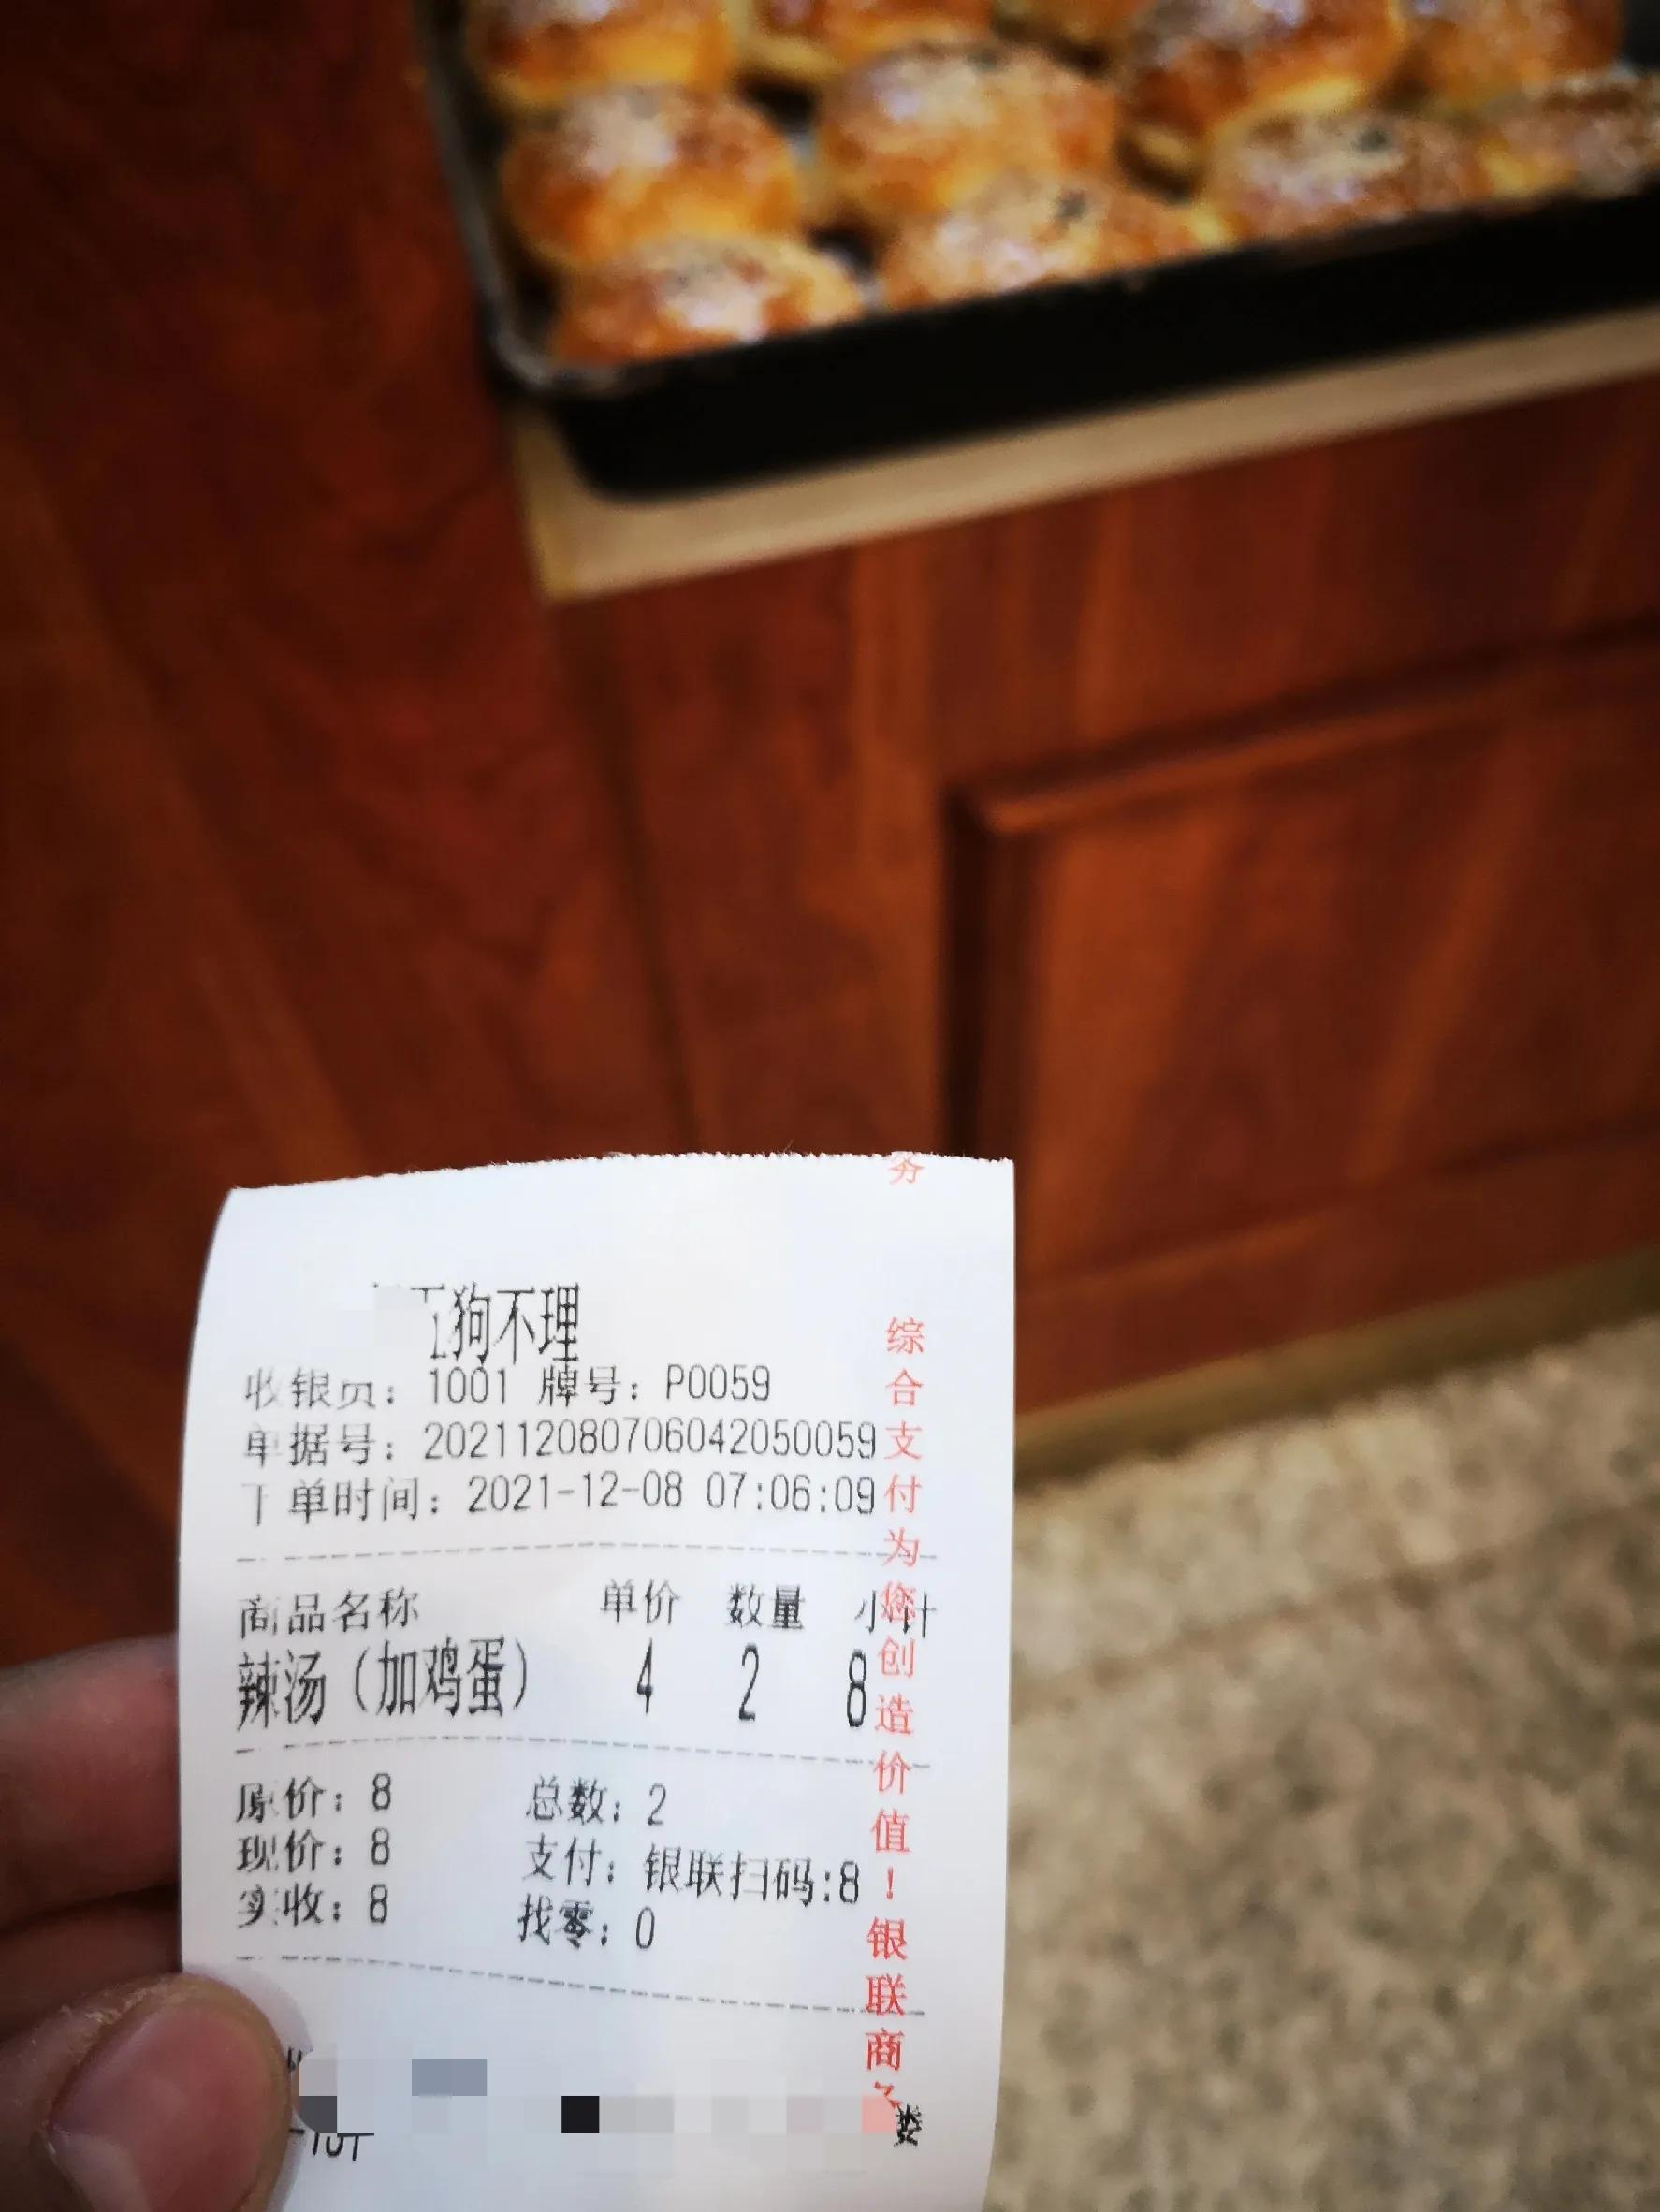 狗不理
收银员：1001 牌号：P0059
单据号：202112080706042050059
下单时间：2021-12-08 07:06:09
商品名称 单价 数量 小计
辣汤（加鸡蛋） 4 2 8
原价：8 总数：2
现价：8 支付：银联扫码:8
实收：8 找零：0
务
综合支付为您创造价值！银联商务